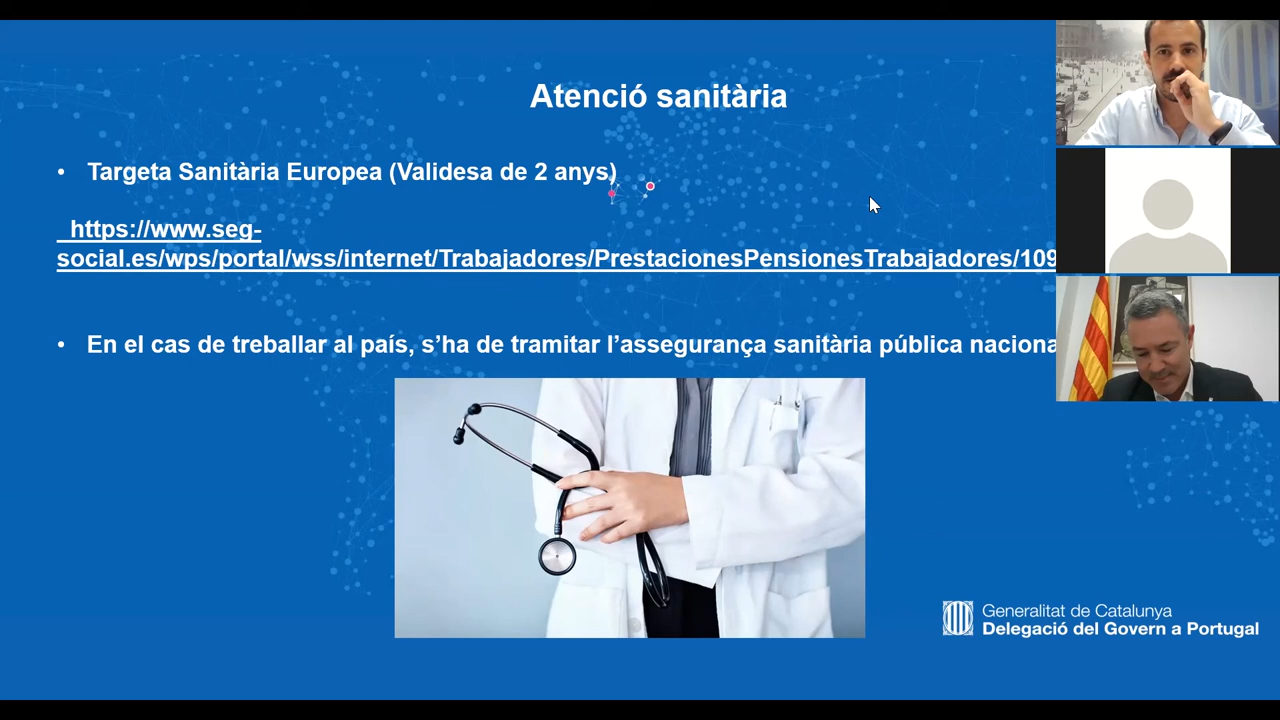 Atenció sanitària
• Targeta Sanitària Europea (Validesa de 2 anys)
https://www.seg-
social.es/wps/portal/wss/internet/Trabajadores/PrestacionesPensionesTrabajadores/109
• En el cas de treballar al país, s’ha de tramitar l’assegurança sanitària pública naciona
Generalitat de Catalunya
Delegació del Govern a Portugal